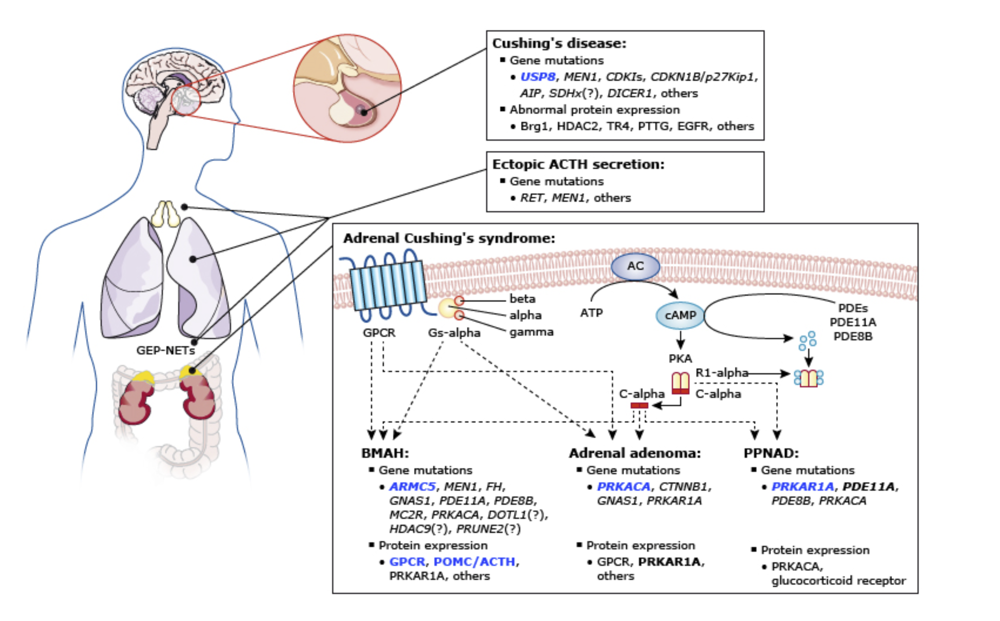 Cushing's disease:
▪ Gene mutations
• USP8, MEN1, CDKIs, CDKN1B/p27Kip1,
AIP, SDHx(?), DICER1, others
▪ Abnormal protein expression
• Brg1, HDAC2, TR4, PTTG, EGFR, others
Ectopic ACTH secretion:
▪ Gene mutations
• RET, MEN1, others
GEP-NETs
Adrenal Cushing's syndrome:
AC
beta
alpha
gamma
GPCR
Gs-alpha
ATP
cAMP
PDEs
PDE11A
PDE8B
PKA
R1-alpha
C-alpha
C-alpha
BMAH:
▪ Gene mutations
• ARMC5, MEN1, FH,
GNAS1, PDE11A, PDE8B,
MC2R, PRKACA, DOTL1(?),
HDAC9(?), PRUNE2(?)
▪ Protein expression
• GPCR, POMC/ACTH,
PRKAR1A, others
Adrenal adenoma:
▪ Gene mutations
• PRKACA, CTNNB1,
GNAS1, PRKAR1A
▪ Protein expression
• GPCR, PRKAR1A,
others
PPNAD:
▪ Gene mutations
• PRKAR1A, PDE11A,
PDE8B, PRKACA
▪ Protein expression
• PRKACA,
glucocorticoid receptor